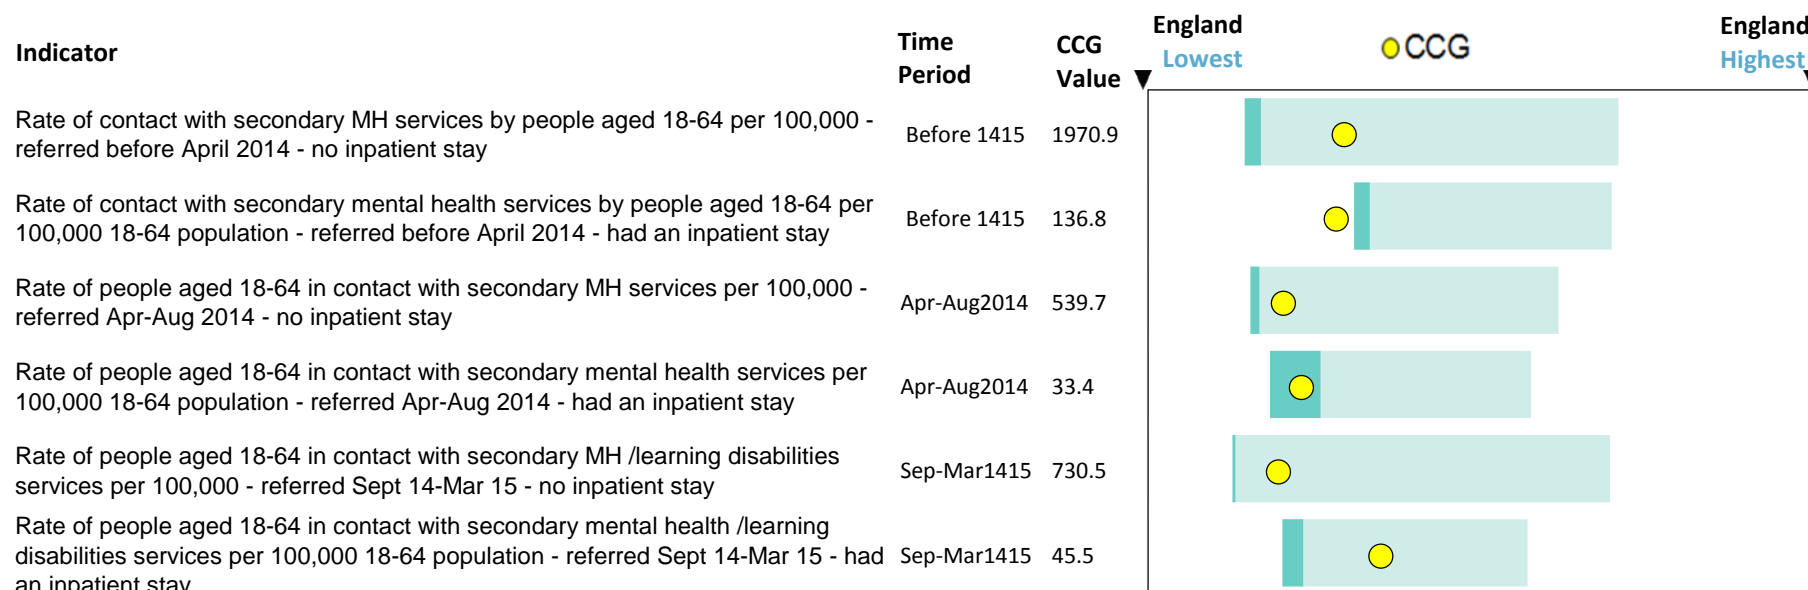 Indicator
Time
Period
CCG
Value
England
Lowest
CCG
England
Highest
Rate of contact with secondary MH services by people aged 18-64 per 100,000 -
referred before April 2014 - no inpatient stay
Before 1415
1970.9
Rate of contact with secondary mental health services by people aged 18-64 per
100,000 18-64 population - referred before April 2014 - had an inpatient stay
Before 1415
136.8
Rate of people aged 18-64 in contact with secondary MH services per 100,000 -
referred Apr-Aug 2014 - no inpatient stay
Apr-Aug2014
539.7
Rate of people aged 18-64 in contact with secondary mental health services per
100,000 18-64 population - referred Apr-Aug 2014 - had an inpatient stay
Apr-Aug2014
33.4
Rate of people aged 18-64 in contact with secondary MH /learning disabilities
services per 100,000 - referred Sept 14-Mar 15 - no inpatient stay
Sep-Mar1415
730.5
Rate of people aged 18-64 in contact with secondary mental health /learning
disabilities services per 100,000 18-64 population - referred Sept 14-Mar 15 - had
an inpatient stay
Sep-Mar1415
45.5